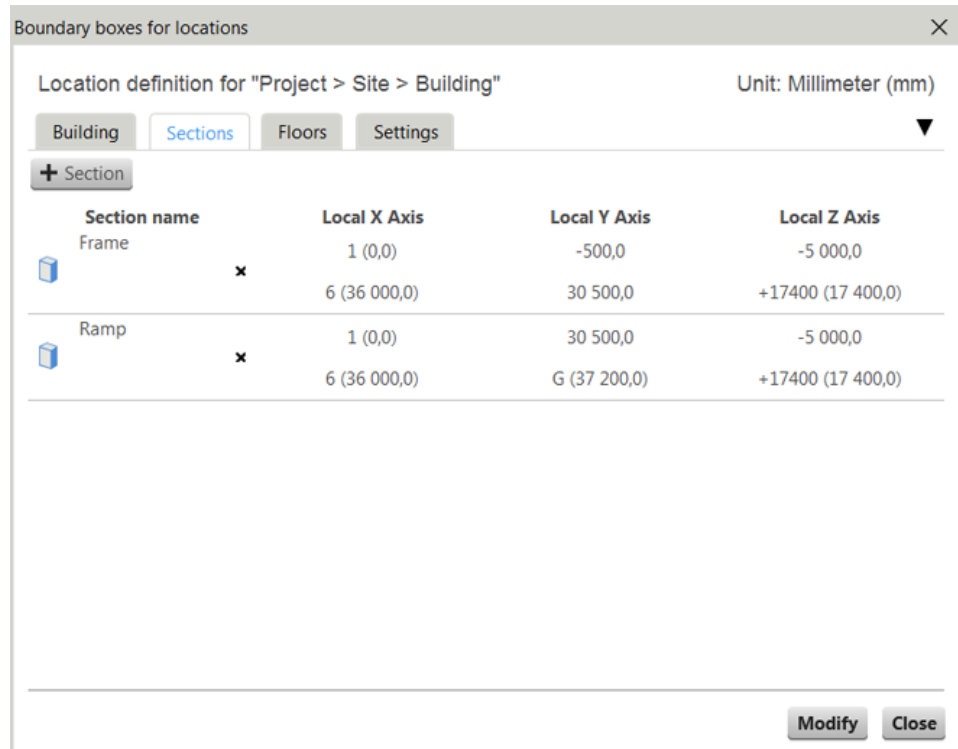 Boundary boxes for locations
Location definition for "Project > Site > Building" Unit: Millimeter (mm)
Building Sections Floors Settings
+ Section
Section name Local X Axis Local Y Axis Local Z Axis
Frame 1 (0,0) -500,0 -5 000,0
6 (36 000,0) 30 500,0 +17400 (17 400,0)
Ramp 1 (0,0) 30 500,0 -5 000,0
6 (36 000,0) G (37 200,0) +17400 (17 400,0)
Modify Close